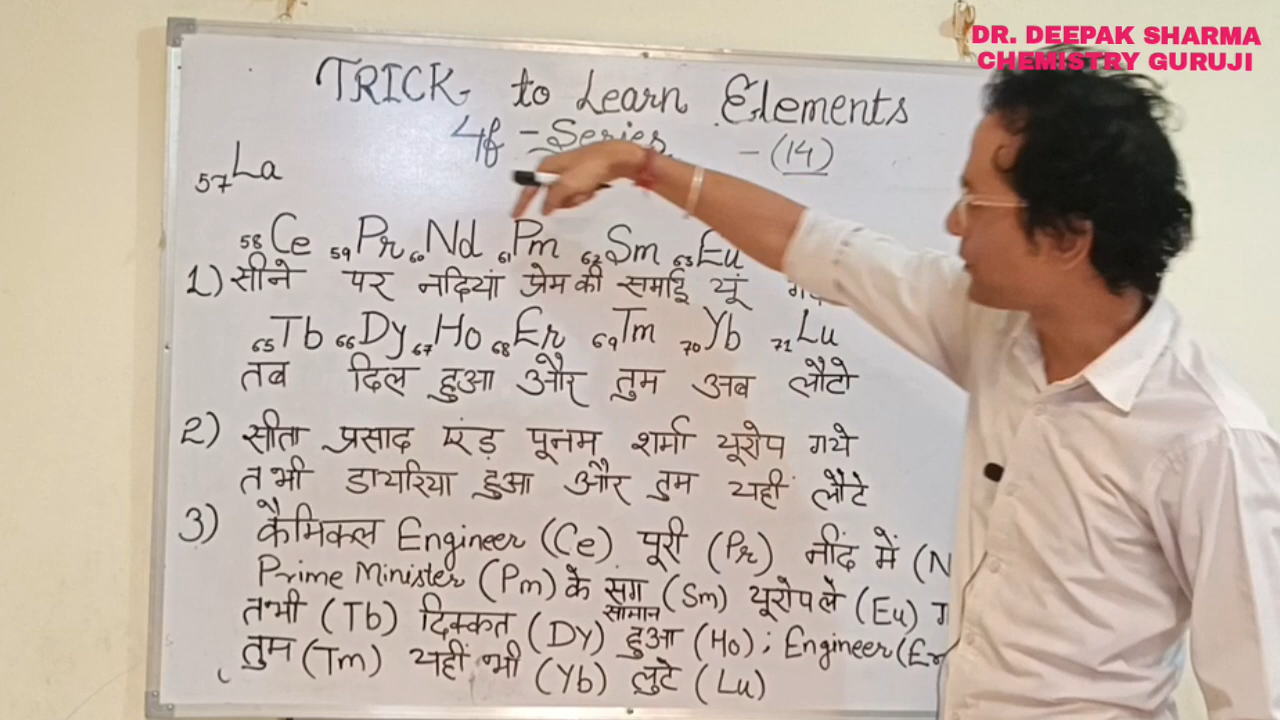 DR. DEEPAK SHARMA
CHEMISTRY GURUJI
TRICK to Learn Elements
4f - Series - (14)
57La
58Ce 59Pr 60Nd 61Pm 62Sm 63Eu
1) सीने पर नदियां प्रेम की समाई यूं
65Tb 66Dy 67Ho 68Er 69Tm 70Yb 71Lu
तब दिल हुआ और तुम अब लौटो
2) सीता प्रसाद एंड पूनम शर्मा यूरोप गये
तभी डायरिया हुआ और तुम यहीं लौटे
3) कैमिकल Engineer (Ce) पूरी (Pr) नींद में (N
Prime Minister (Pm) के संग (Sm) यूरोप ले (Eu)
सामान
तभी (Tb) दिक्कत (DY) हुआ (Ho) ; Engineer (Er
तुम (Tm) यहीं भी (Yb) लुटे (Lu)